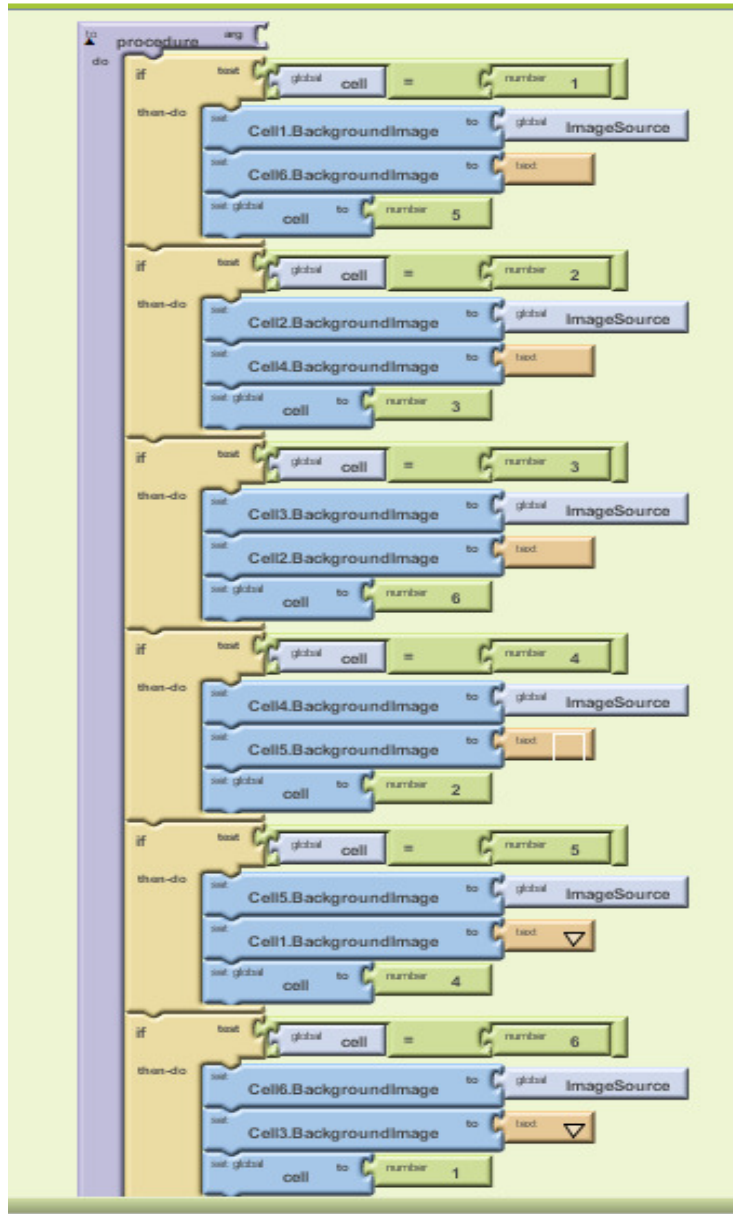 to procedure arg
do
if test global cell = number 1
then-do set Cell1.BackgroundImage to global ImageSource
set Cell6.BackgroundImage to text
set global cell to number 5
if test global cell = number 2
then-do set Cell2.BackgroundImage to global ImageSource
set Cell4.BackgroundImage to text
set global cell to number 3
if test global cell = number 3
then-do set Cell3.BackgroundImage to global ImageSource
set Cell2.BackgroundImage to text
set global cell to number 6
if test global cell = number 4
then-do set Cell4.BackgroundImage to global ImageSource
set Cell5.BackgroundImage to text
set global cell to number 2
if test global cell = number 5
then-do set Cell5.BackgroundImage to global ImageSource
set Cell1.BackgroundImage to text
set global cell to number 4
if test global cell = number 6
then-do set Cell6.BackgroundImage to global ImageSource
set Cell3.BackgroundImage to text
set global cell to number 1